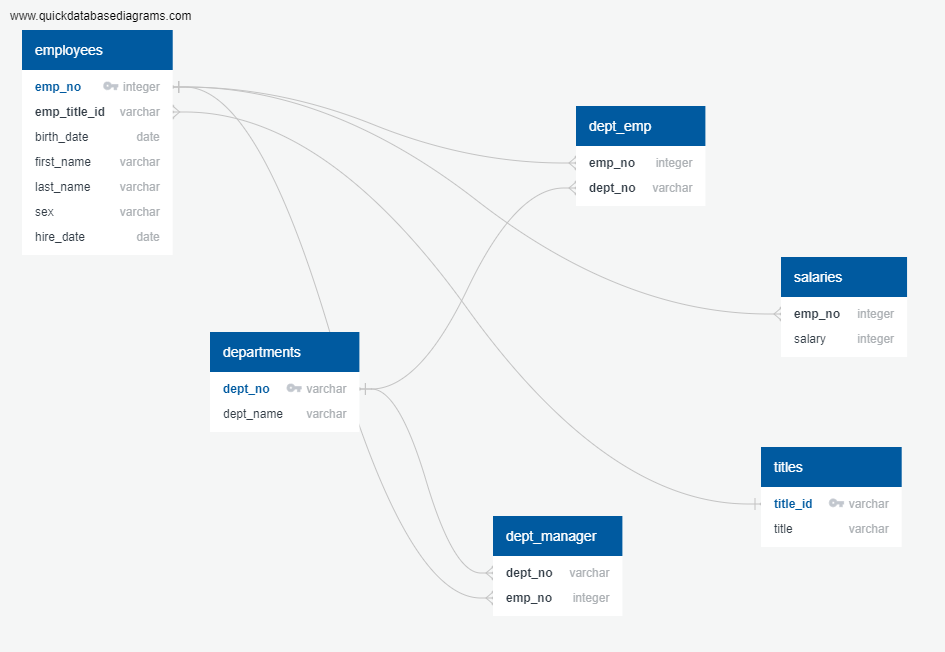 www.quickdatabasediagrams.com
employees
emp_no integer
emp_title_id varchar
birth_date date
first_name varchar
last_name varchar
sex varchar
hire_date date
dept_emp
emp_no integer
dept_no varchar
salaries
emp_no integer
salary integer
departments
dept_no varchar
dept_name varchar
titles
title_id varchar
title varchar
dept_manager
dept_no varchar
emp_no integer